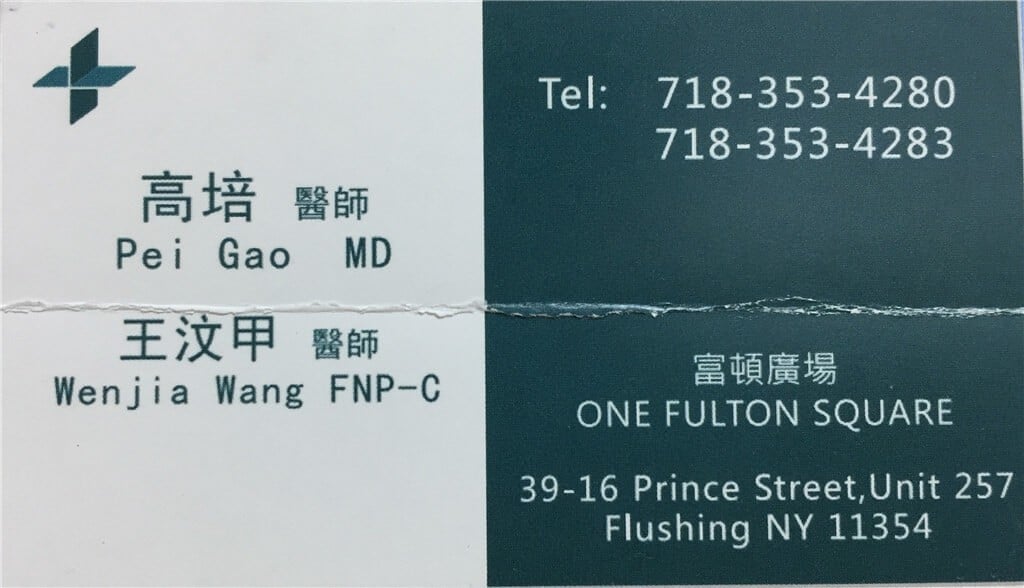 高培 醫師
Pei Gao MD
王汶甲 醫師
Wenjia Wang FNP-C
Tel: 718-353-4280
718-353-4283
富頓廣場
ONE FULTON SQUARE
39-16 Prince Street,Unit 257
Flushing NY 11354